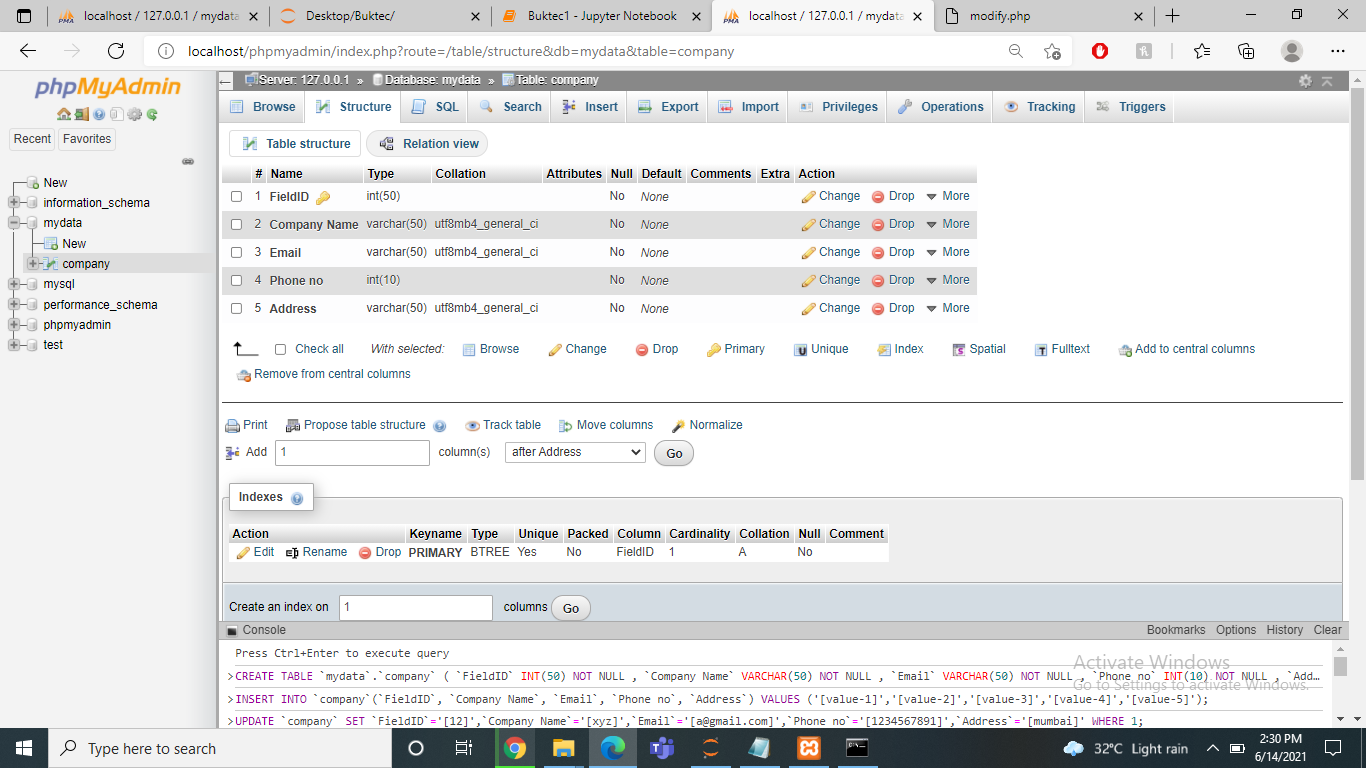 localhost / 127.0.0.1 / mydata
Desktop/Buktec/
Buktec1 - Jupyter Notebook
localhost / 127.0.0.1 / mydata
modify.php
localhost/phpmyadmin/index.php?route=/table/structure&db=mydata&table=company
phpMyAdmin
Recent Favorites
New
information_schema
mydata
New
company
mysql
performance_schema
phpmyadmin
test
Server: 127.0.0.1 » Database: mydata » Table: company
Browse Structure SQL Search Insert Export Import Privileges Operations Tracking Triggers
Table structure Relation view
# Name Type Collation Attributes Null Default Comments Extra Action
1 FieldID int(50) No None Change Drop More
2 Company Name varchar(50) utf8mb4_general_ci No None Change Drop More
3 Email varchar(50) utf8mb4_general_ci No None Change Drop More
4 Phone no int(10) No None Change Drop More
5 Address varchar(50) utf8mb4_general_ci No None Change Drop More
Check all With selected: Browse Change Drop Primary Unique Index Spatial Fulltext Add to central columns
Remove from central columns
Print Propose table structure Track table Move columns Normalize
Add 1 column(s) after Address Go
Indexes
Action Keyname Type Unique Packed Column Cardinality Collation Null Comment
Edit Rename Drop PRIMARY BTREE Yes No FieldID 1 A No
Create an index on 1 columns Go
Console Bookmarks Options History Clear
Press Ctrl+Enter to execute query
>CREATE TABLE `mydata`.`company` ( `FieldID` INT(50) NOT NULL , `Company Name` VARCHAR(50) NOT NULL , `Email` VARCHAR(50) NOT NULL , `Phone no` INT(10) NOT NULL , `Add…
>INSERT INTO `company`(`FieldID`, `Company Name`, `Email`, `Phone no`, `Address`) VALUES ('[value-1]','[value-2]','[value-3]','[value-4]','[value-5]');
>UPDATE `company` SET `FieldID`='[12]',`Company Name`='[xyz]',`Email`='[a@gmail.com]',`Phone no`='[1234567891]',`Address`='[mumbai]' WHERE 1;
Activate Windows
Go to Settings to activate Windows.
Type here to search
32°C Light rain
2:30 PM
6/14/2021